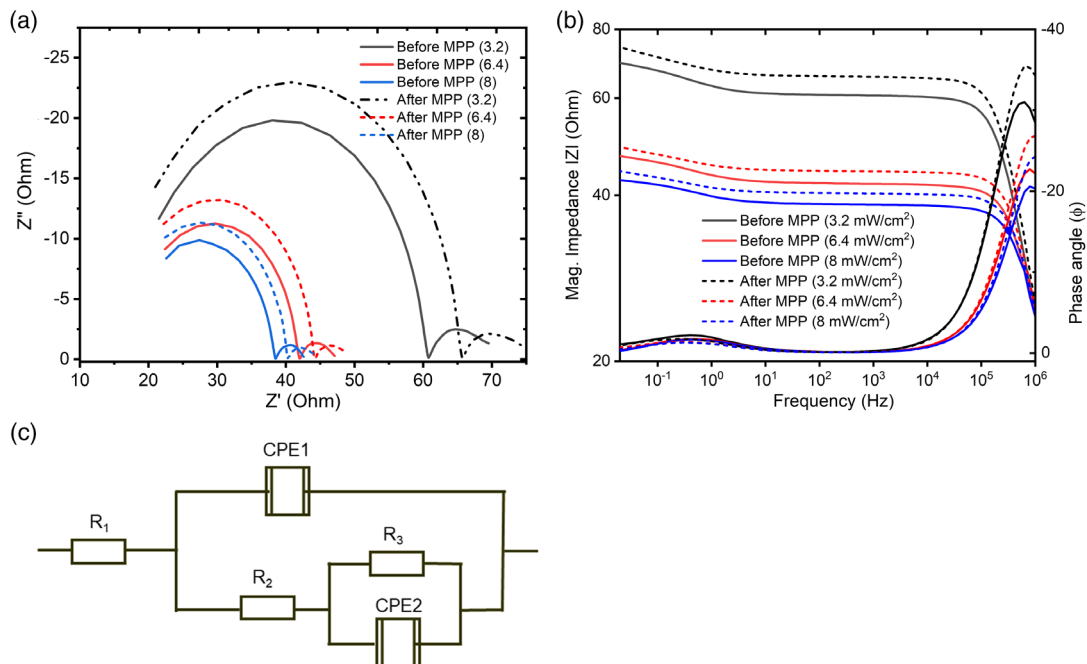 (a)
-25
-20
-15
-10
-5
0
Z'' (Ohm)
10
20
30
40
50
60
70
Z' (Ohm)
Before MPP (3.2)
Before MPP (6.4)
Before MPP (8)
After MPP (3.2)
After MPP (6.4)
After MPP (8)
(b)
80
60
40
20
Mag. Impedance |Z| (Ohm)
-40
-20
0
Phase angle (ϕ)
10⁻¹
10⁰
10¹
10²
10³
10⁴
10⁵
10⁶
Frequency (Hz)
Before MPP (3.2 mW/cm²)
Before MPP (6.4 mW/cm²)
Before MPP (8 mW/cm²)
After MPP (3.2 mW/cm²)
After MPP (6.4 mW/cm²)
After MPP (8 mW/cm²)
(c)
CPE1
R₁
R₃
R₂
CPE2